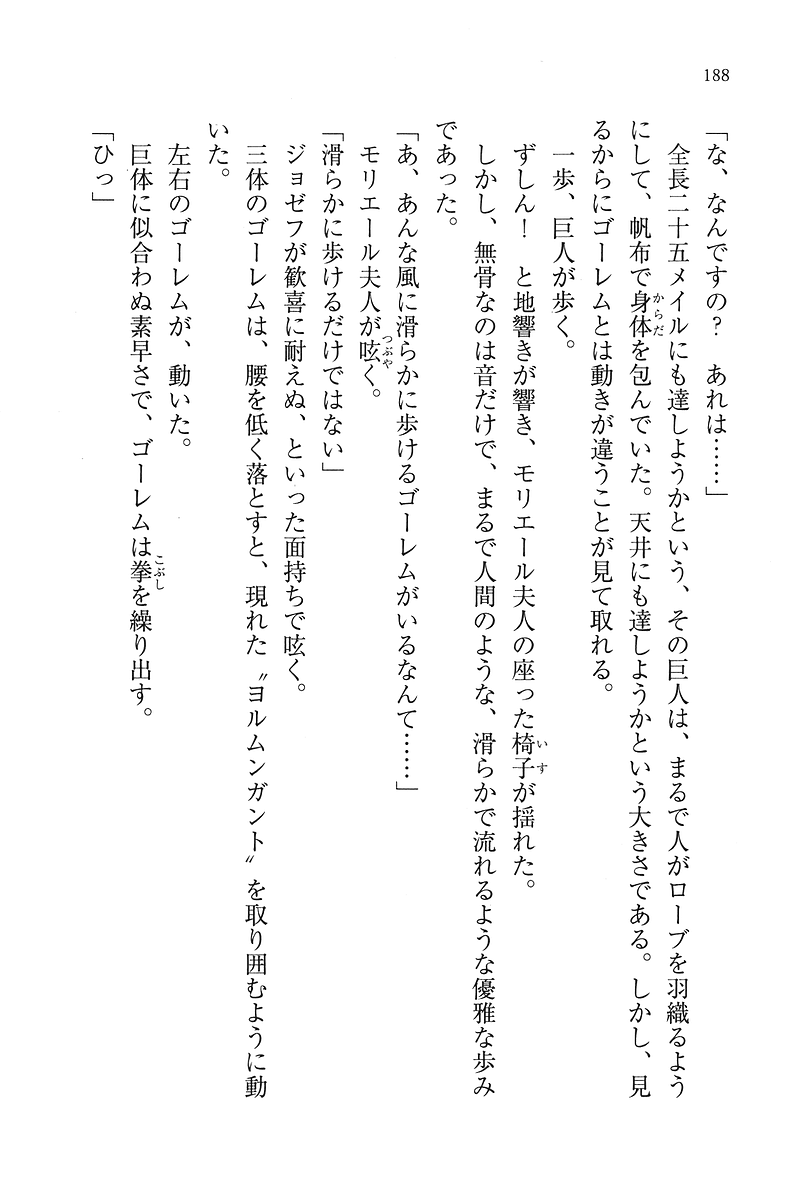 188
「な、なんですの？　あれは……」
　全長二十五メイルにも達しようかという、その巨人は、まるで人がローブを羽織るよう
にして、帆布で身体を包んでいた。天井にも達しようかという大きさである。しかし、見
るからにゴーレムとは動きが違うことが見て取れる。
　一歩、巨人が歩く。
　ずしん！　と地響きが響き、モリエール夫人の座った椅子が揺れた。
　しかし、無骨なのは音だけで、まるで人間のような、滑らかで流れるような優雅な歩み
であった。
「あ、あんな風に滑らかに歩けるゴーレムがいるなんて……」
　モリエール夫人が呟く。
「滑らかに歩けるだけではない」
　ジョゼフが歓喜に耐えぬ、といった面持ちで呟く。
　三体のゴーレムは、腰を低く落とすと、現れた〝ヨルムンガント〟を取り囲むように動
いた。
　左右のゴーレムが、動いた。
　巨体に似合わぬ素早さで、ゴーレムは拳を繰り出す。
「ひっ」